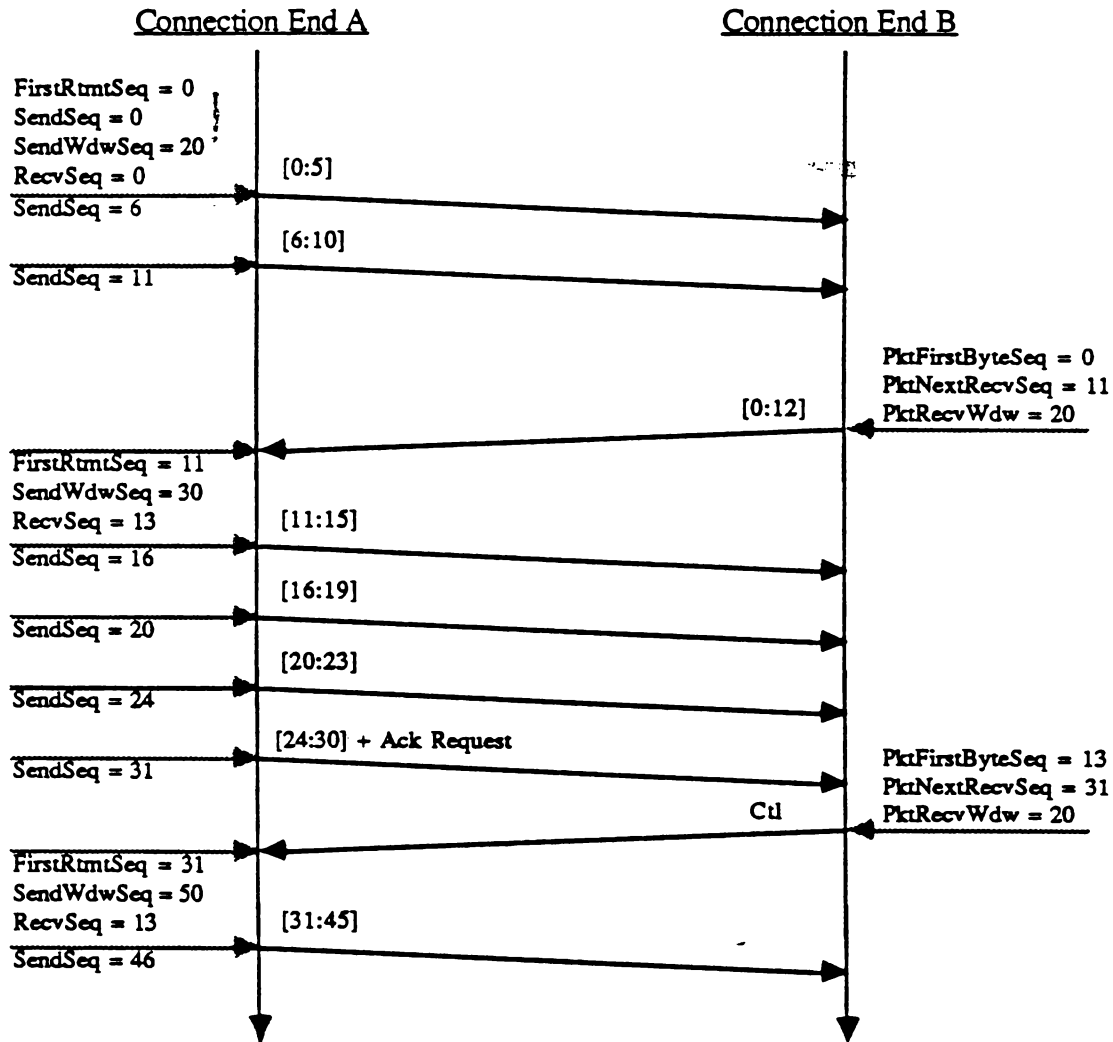 Connection End A
Connection End B
FirstRtmtSeq = 0
SendSeq = 0
SendWdwSeq = 20
RecvSeq = 0
[0:5]
SendSeq = 6
[6:10]
SendSeq = 11
PktFirstByteSeq = 0
PktNextRecvSeq = 11
PktRecvWdw = 20
[0:12]
FirstRtmtSeq = 11
SendWdwSeq = 30
RecvSeq = 13
[11:15]
SendSeq = 16
[16:19]
SendSeq = 20
[20:23]
SendSeq = 24
[24:30] + Ack Request
SendSeq = 31
PktFirstByteSeq = 13
PktNextRecvSeq = 31
PktRecvWdw = 20
Ctl
FirstRtmtSeq = 31
SendWdwSeq = 50
RecvSeq = 13
[31:45]
SendSeq = 46